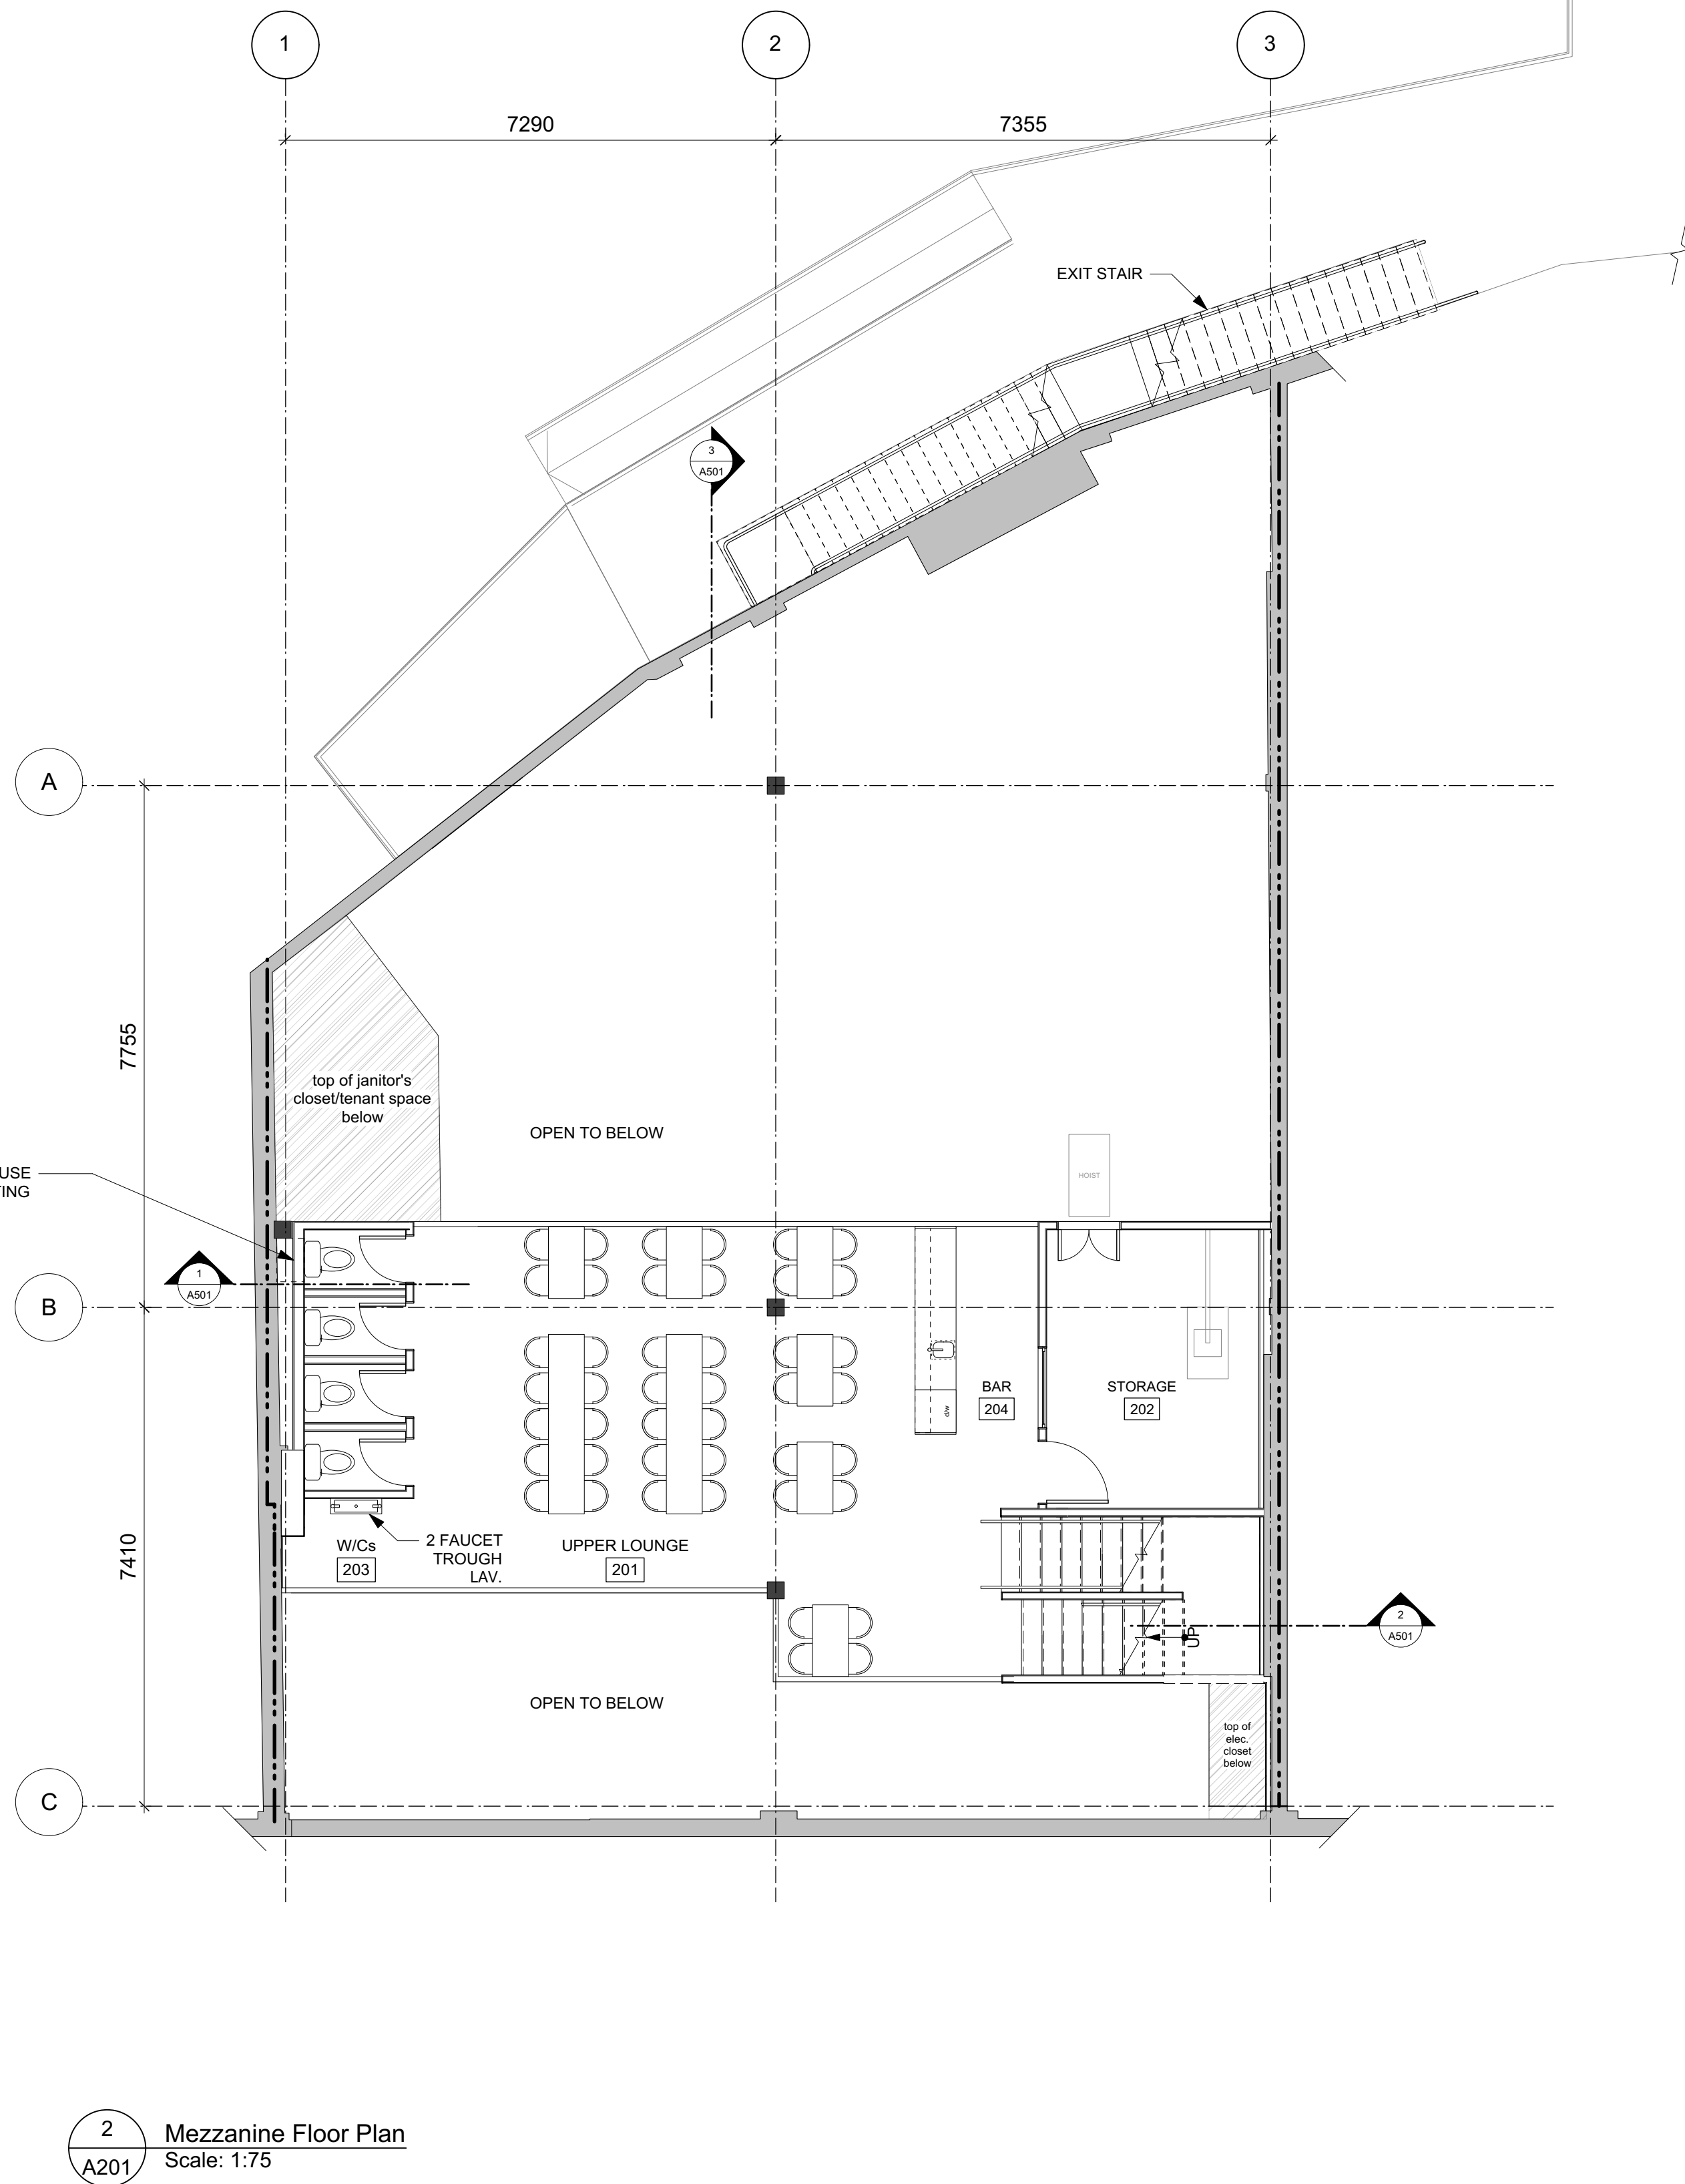 1
2
3
7290
7355
EXIT STAIR
3
A501
A
7755
top of janitor's
closet/tenant space
below
OPEN TO BELOW
HOIST
1
A501
B
BAR
204
STORAGE
202
d/w
7410
W/Cs
203
2 FAUCET
TROUGH
LAV.
UPPER LOUNGE
201
2
A501
UP
OPEN TO BELOW
top of
elec.
closet
below
C
2
A201
Mezzanine Floor Plan
Scale: 1:75